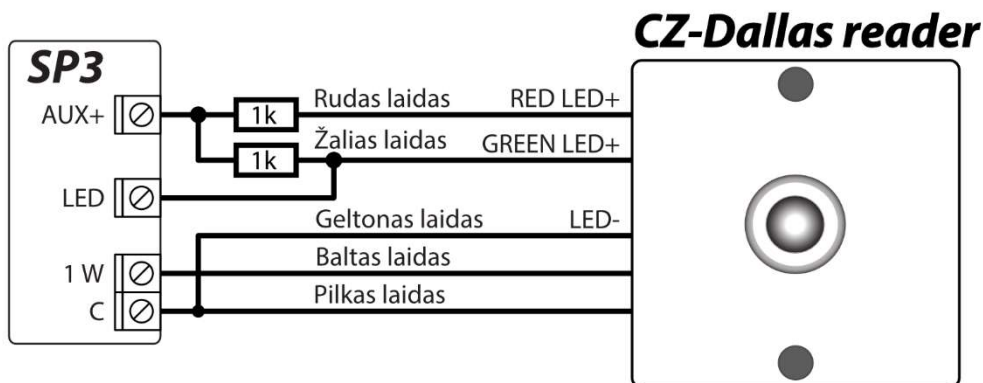 CZ-Dallas reader
SP3
AUX+
1k
Rudas laidas
RED LED+
1k
Žalias laidas
GREEN LED+
LED
Geltonas laidas
LED-
1 W
Baltas laidas
C
Pilkas laidas